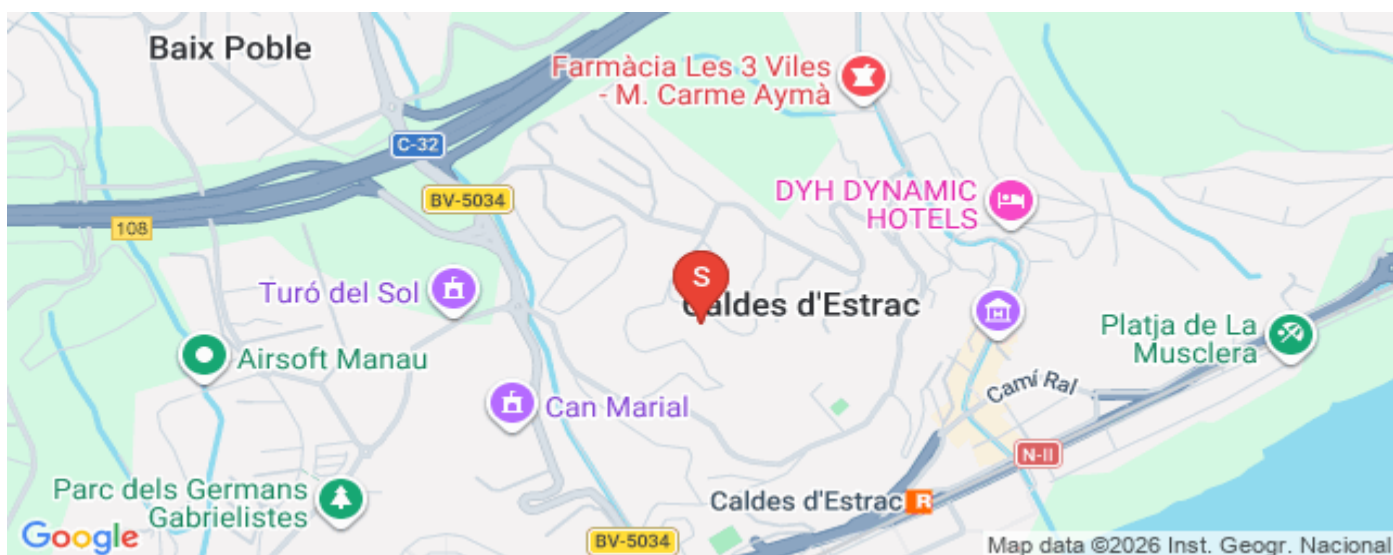 Baix Poble
Farmàcia Les 3 Viles
- M. Carme Aymà
C-32
BV-5034
DYH DYNAMIC
HOTELS
108
S
Turó del Sol
Caldes d'Estrac
Platja de La
Musclera
Airsoft Manau
Camí Ral
Can Marial
N-II
Parc dels Germans
Gabrielistes
Caldes d'Estrac R
Google
BV-5034
Map data ©2026 Inst. Geogr. Nacional